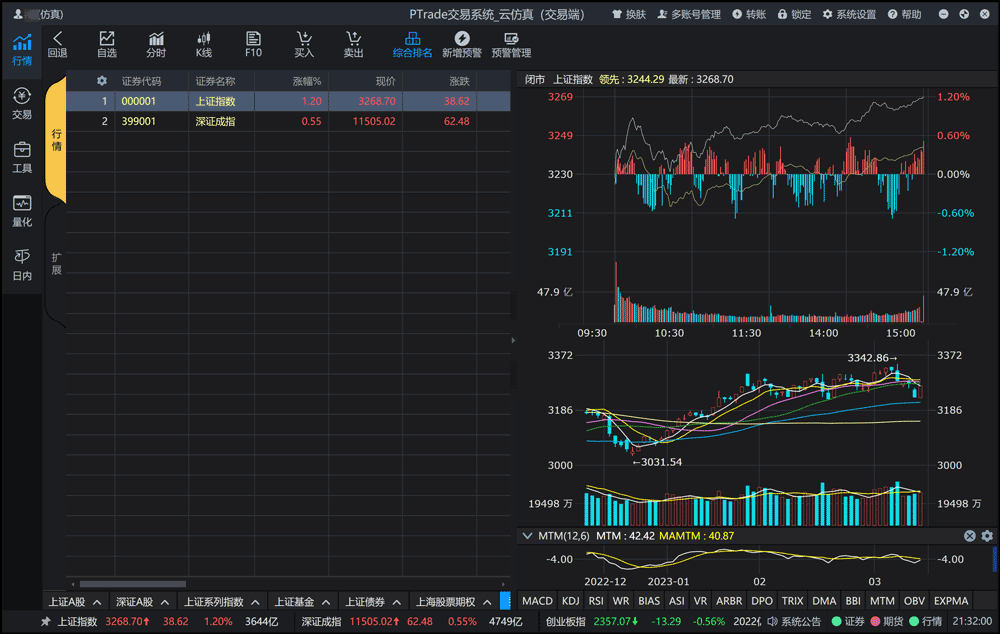 仿真)
PTrade交易系统_云仿真（交易端）
换肤 多账号管理 转账 锁定 系统设置 帮助
行情
交易
工具
量化
日内
回退 自选 分时 K线 F10 买入 卖出 综合排名 新增预警 预警管理
行情
扩展
证券代码 证券名称 涨幅% 现价 涨跌
1 000001 上证指数 1.20 3268.70 38.62
2 399001 深证成指 0.55 11505.02 62.48
闭市 上证指数 领先 : 3244.29 最新 : 3268.70
3269 1.20%
3249 0.60%
3230 0.00%
3211 -0.60%
3191 -1.20%
47.9 亿 47.9 亿
09:30 10:30 11:30 14:00 15:00
3372 3342.86→ 3372
3186 3186
3000 ←3031.54 3000
19498 万 19498 万
MTM(12,6) MTM : 42.42 MAMTM : 40.87
-4.00 -4.00
2022-12 2023-01 02 03
上证A股 深证A股 上证系列指数 上证基金 上证债券 上海股票期权
MACD KDJ RSI WR BIAS ASI VR ARBR DPO TRIX DMA BBI MTM OBV EXPMA
上证指数 3268.70↑ 38.62 1.20% 3644亿 深证成指 11505.02↑ 62.48 0.55% 4749亿 创业板指 2357.07↓ -13.29 -0.56% 2022亿 系统公告 证券 期货 行情 21:32:00